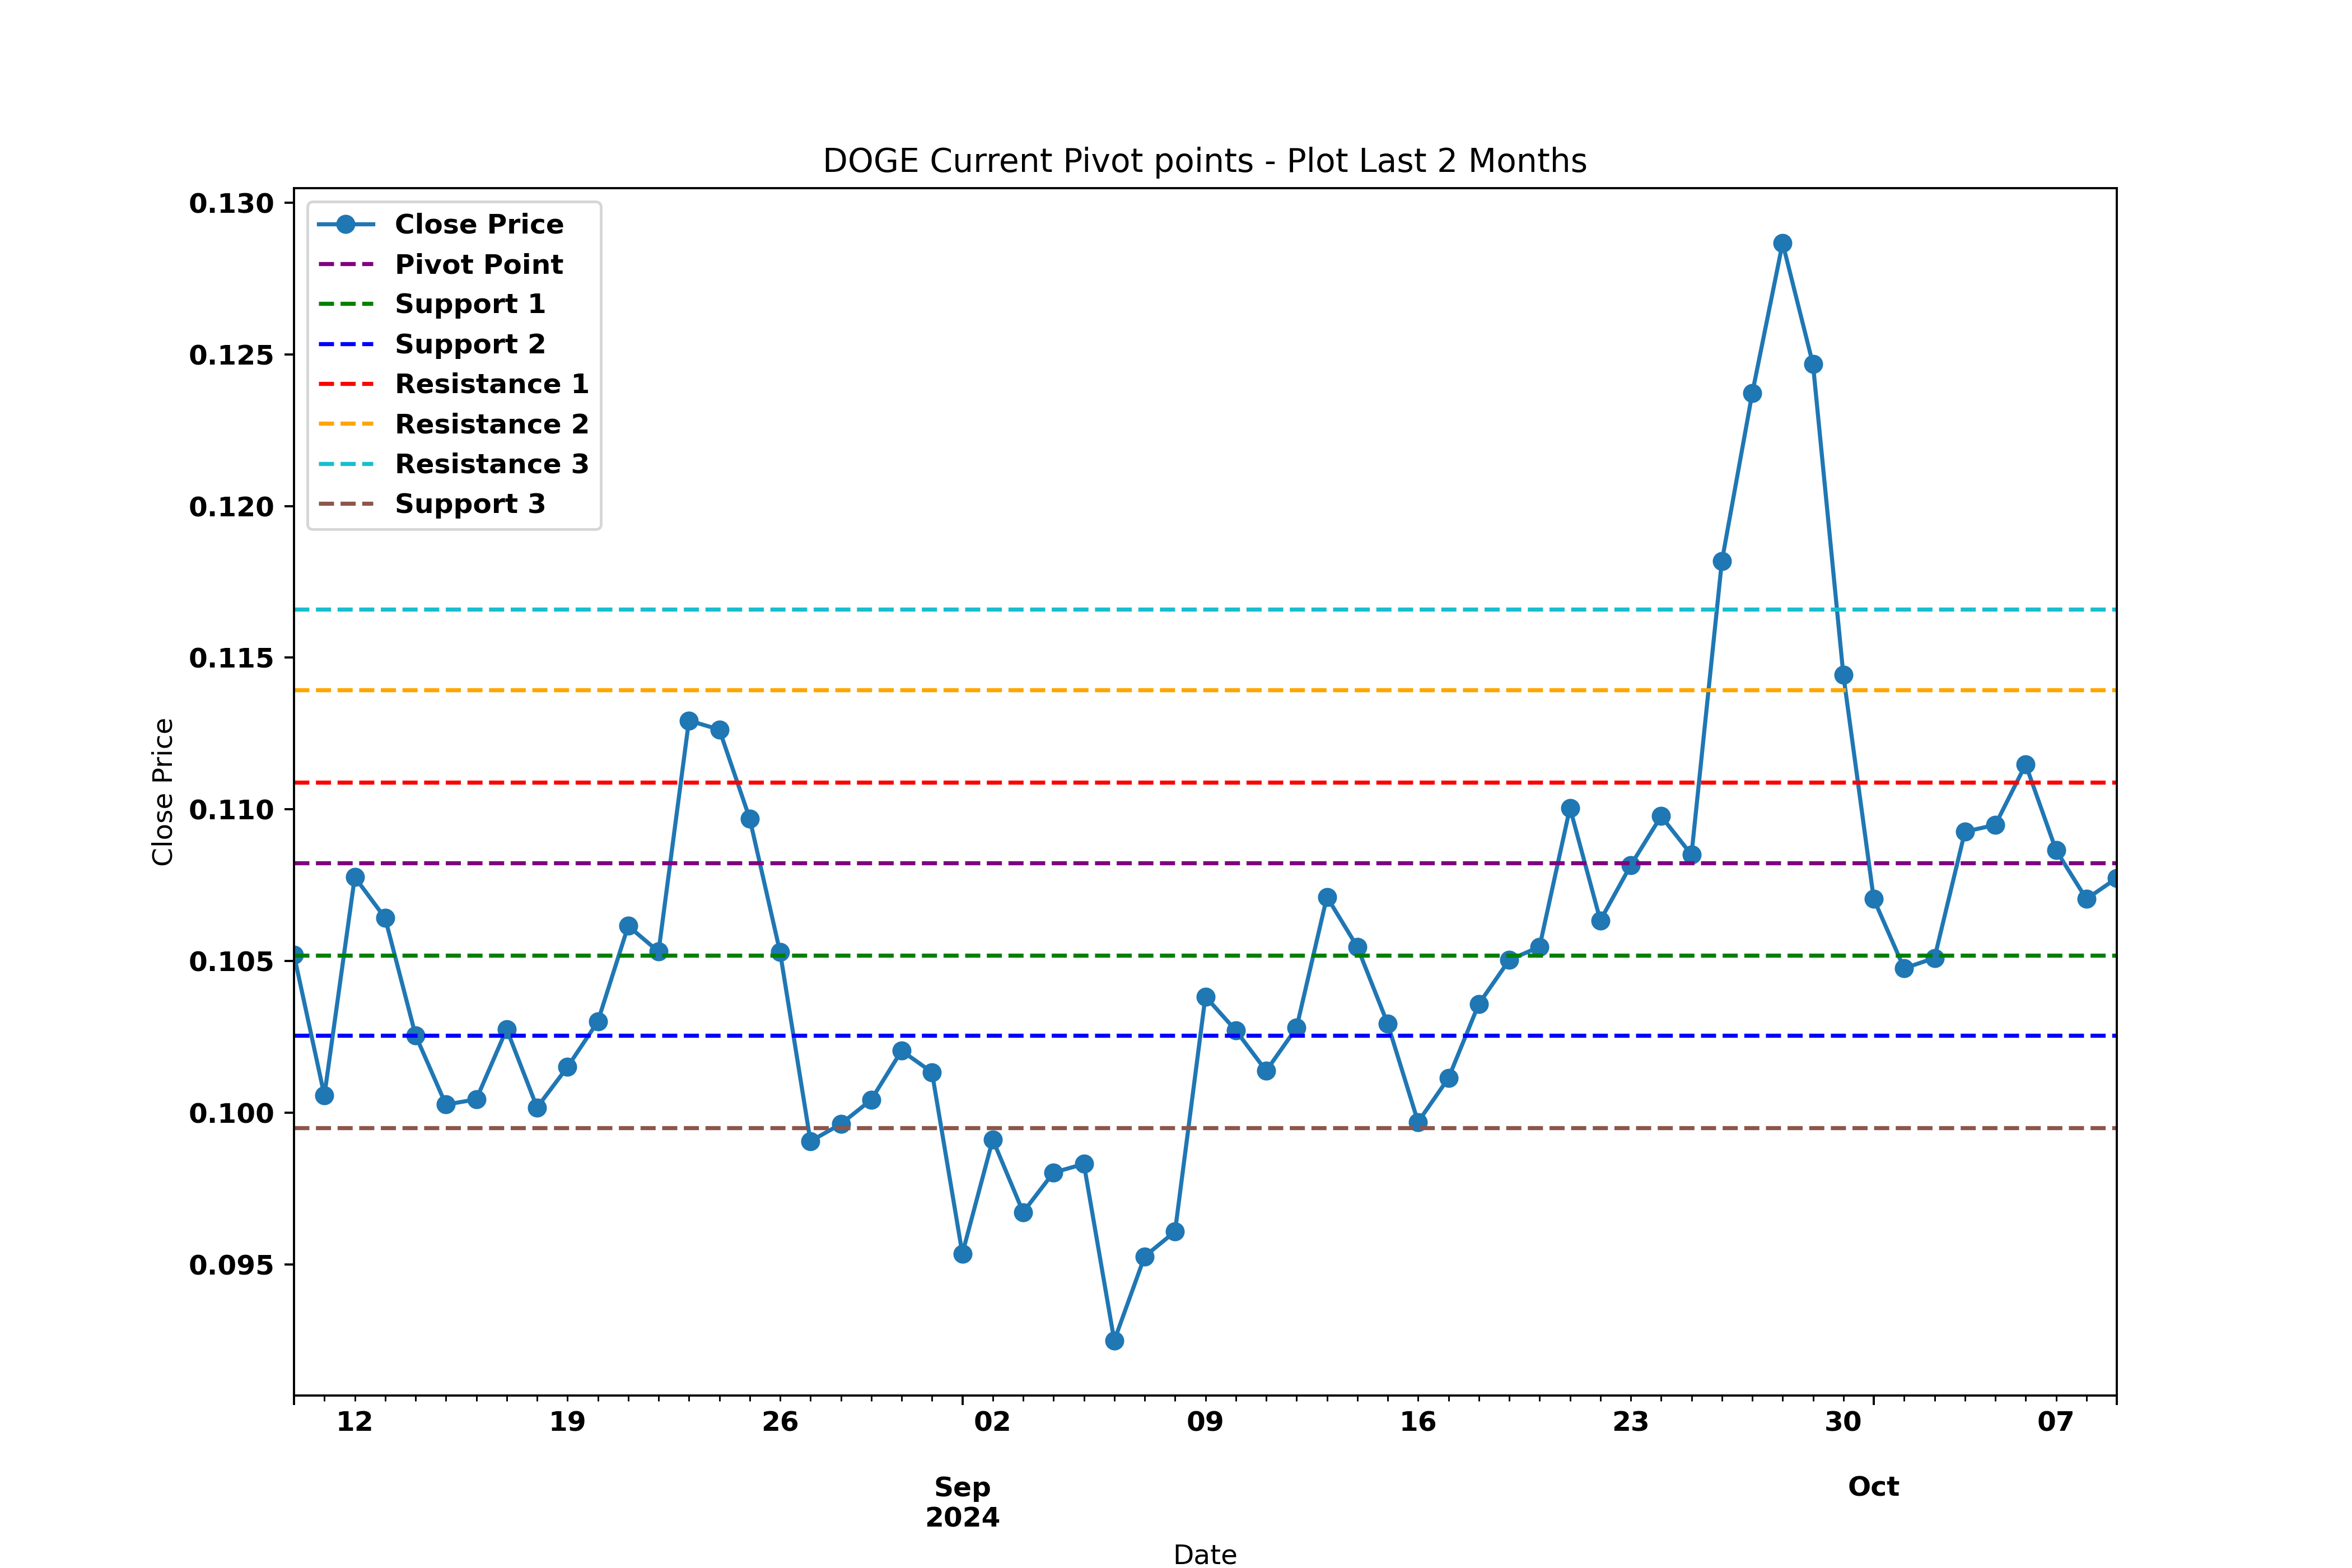 DOGE Current Pivot points - Plot Last 2 Months
Close Price
Pivot Point
Support 1
Support 2
Resistance 1
Resistance 2
Resistance 3
Support 3
0.130
0.125
0.120
0.115
0.110
0.105
0.100
0.095
Close Price
12 19 26 02 09 16 23 30 07
Sep Oct
2024
Date